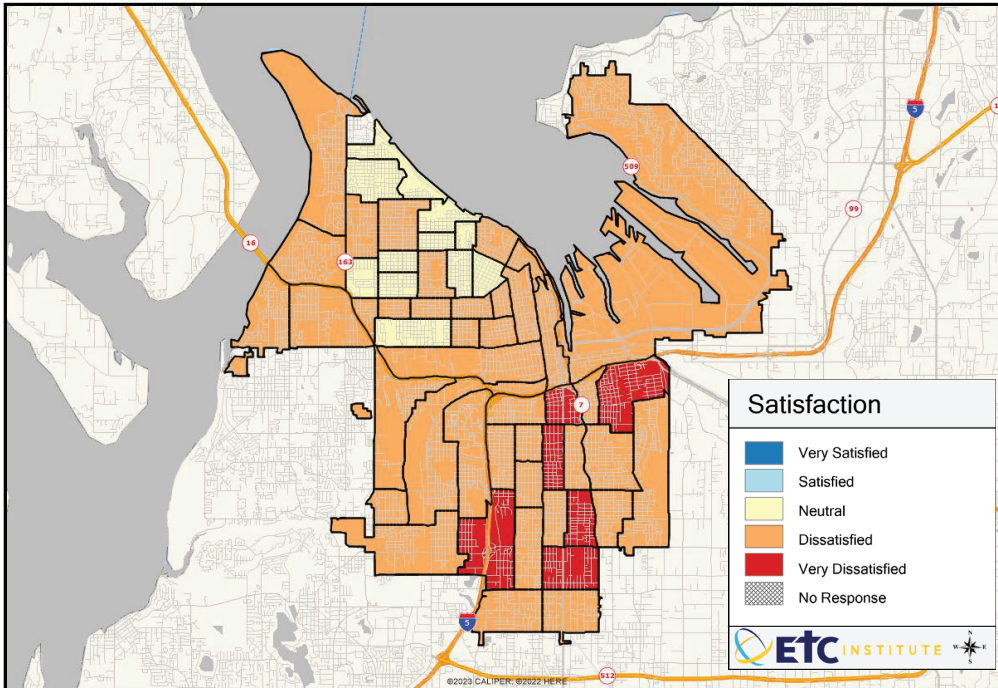 5
1
509
99
16
163
7
Satisfaction
Very Satisfied
Satisfied
Neutral
Dissatisfied
Very Dissatisfied
No Response
5
ETC INSTITUTE
N
W E
S
512
©2023 CALIPER; ©2022 HERE